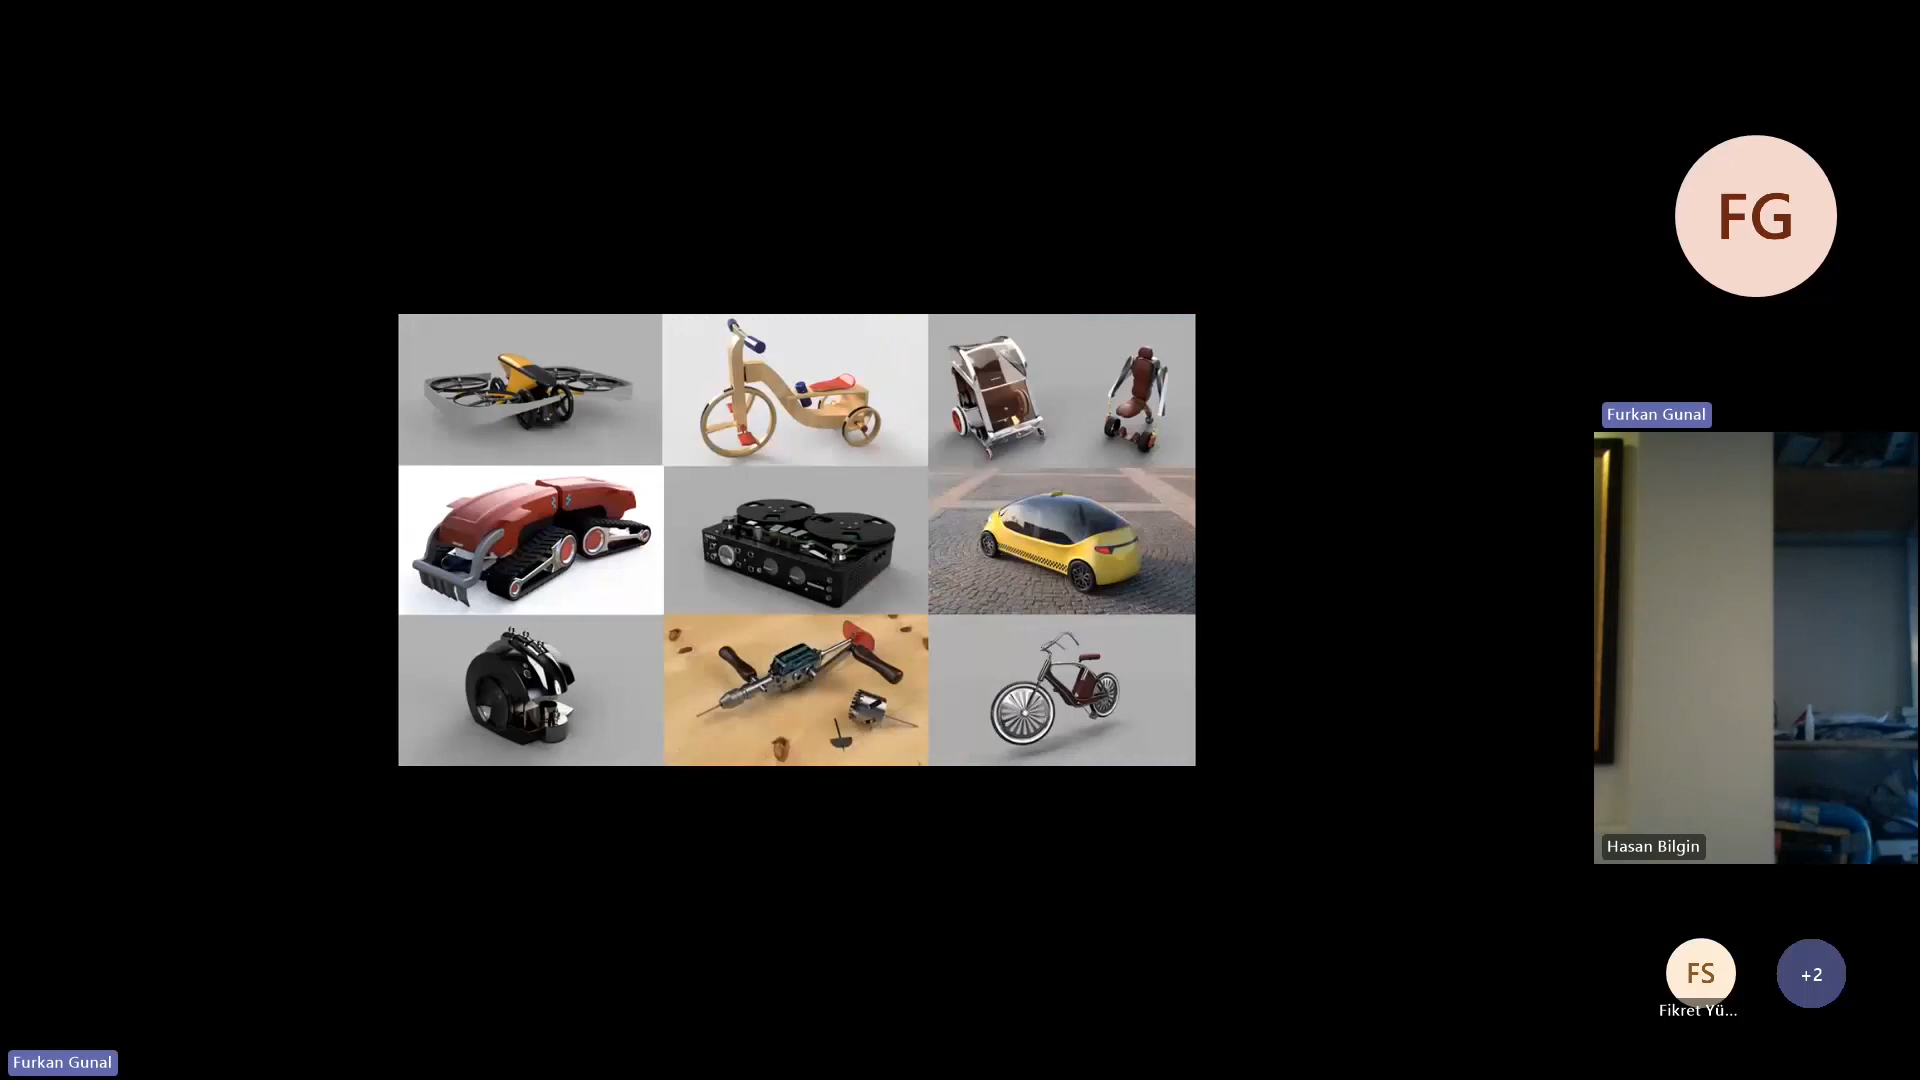 FG
Furkan Gunal
Hasan Bilgin
FS
+2
Fikret Yü...
Furkan Gunal